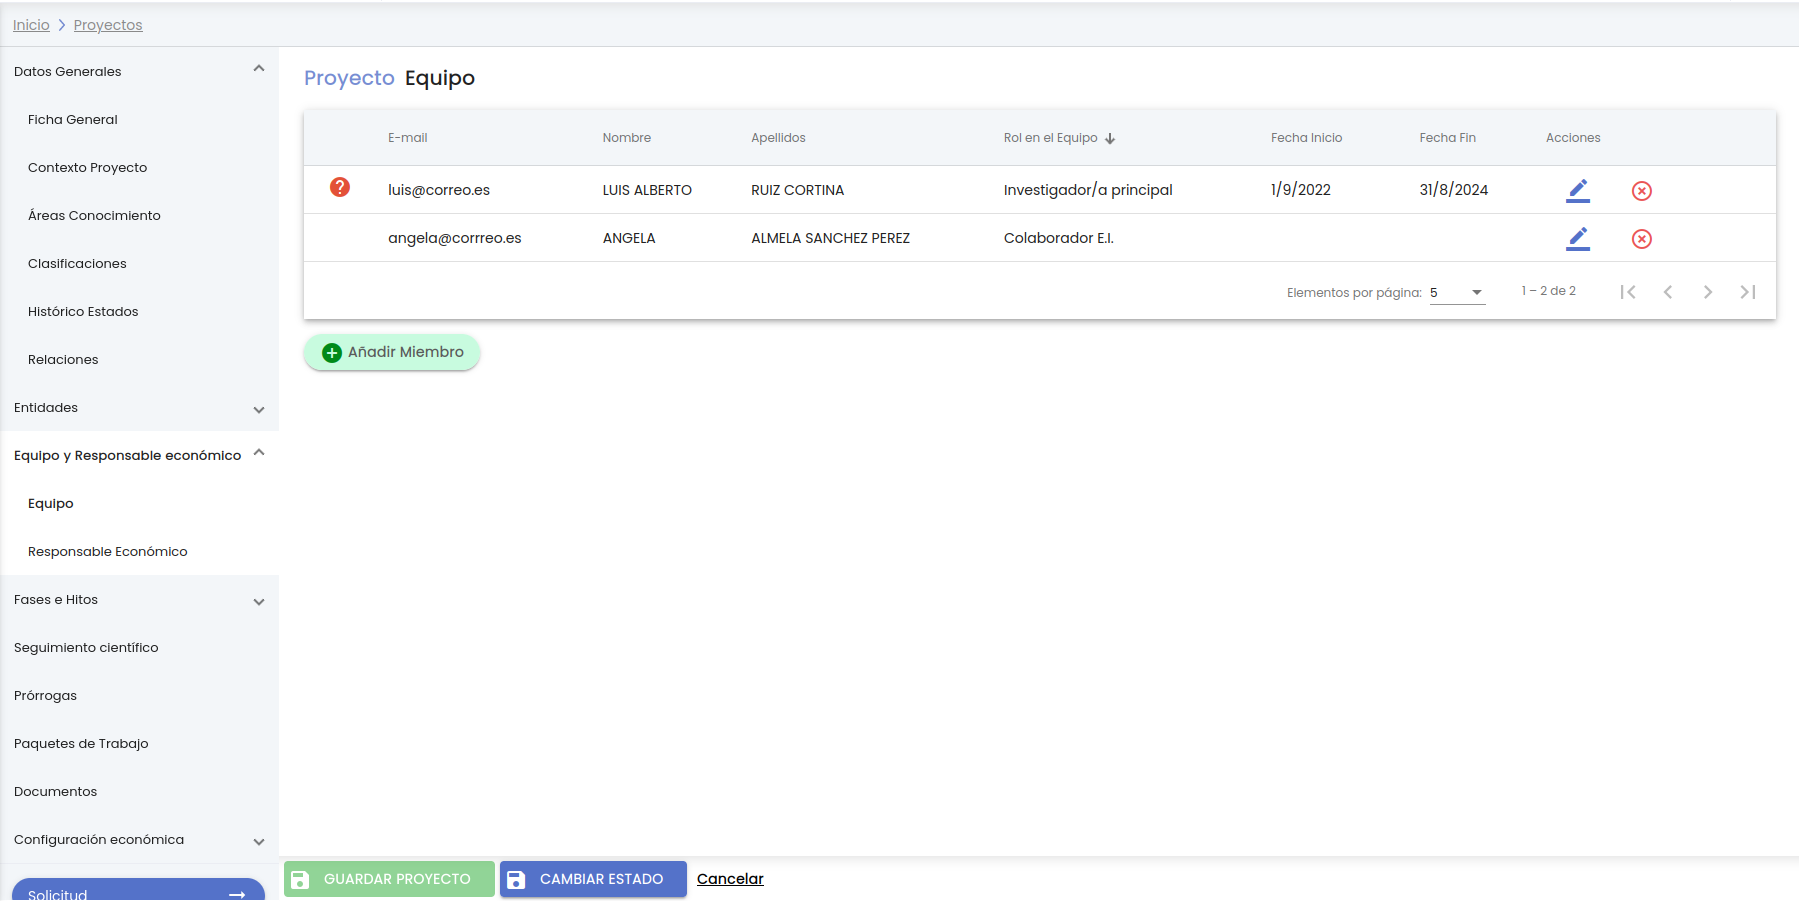 Inicio > Proyectos
Datos Generales
Ficha General
Contexto Proyecto
Áreas Conocimiento
Clasificaciones
Histórico Estados
Relaciones
Entidades
Equipo y Responsable económico
Equipo
Responsable Económico
Fases e Hitos
Seguimiento científico
Prórrogas
Paquetes de Trabajo
Documentos
Configuración económica
Solicitud
Proyecto Equipo
E-mail Nombre Apellidos Rol en el Equipo Fecha Inicio Fecha Fin Acciones
luis@correo.es LUIS ALBERTO RUIZ CORTINA Investigador/a principal 1/9/2022 31/8/2024
angela@corrreo.es ANGELA ALMELA SANCHEZ PEREZ Colaborador E.I.
Elementos por página: 5 1 – 2 de 2
Añadir Miembro
GUARDAR PROYECTO CAMBIAR ESTADO Cancelar